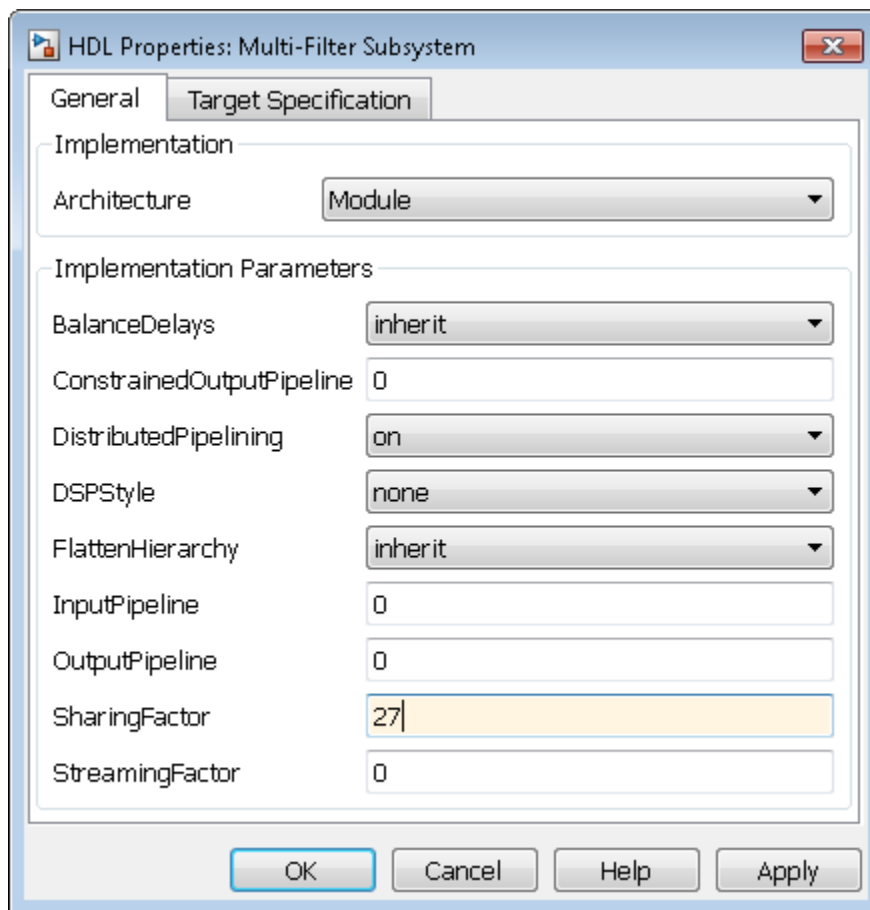 HDL Properties: Multi-Filter Subsystem
General Target Specification
Implementation
Architecture Module
Implementation Parameters
BalanceDelays inherit
ConstrainedOutputPipeline 0
DistributedPipelining on
DSPStyle none
FlattenHierarchy inherit
InputPipeline 0
OutputPipeline 0
SharingFactor 27
StreamingFactor 0
OK Cancel Help Apply